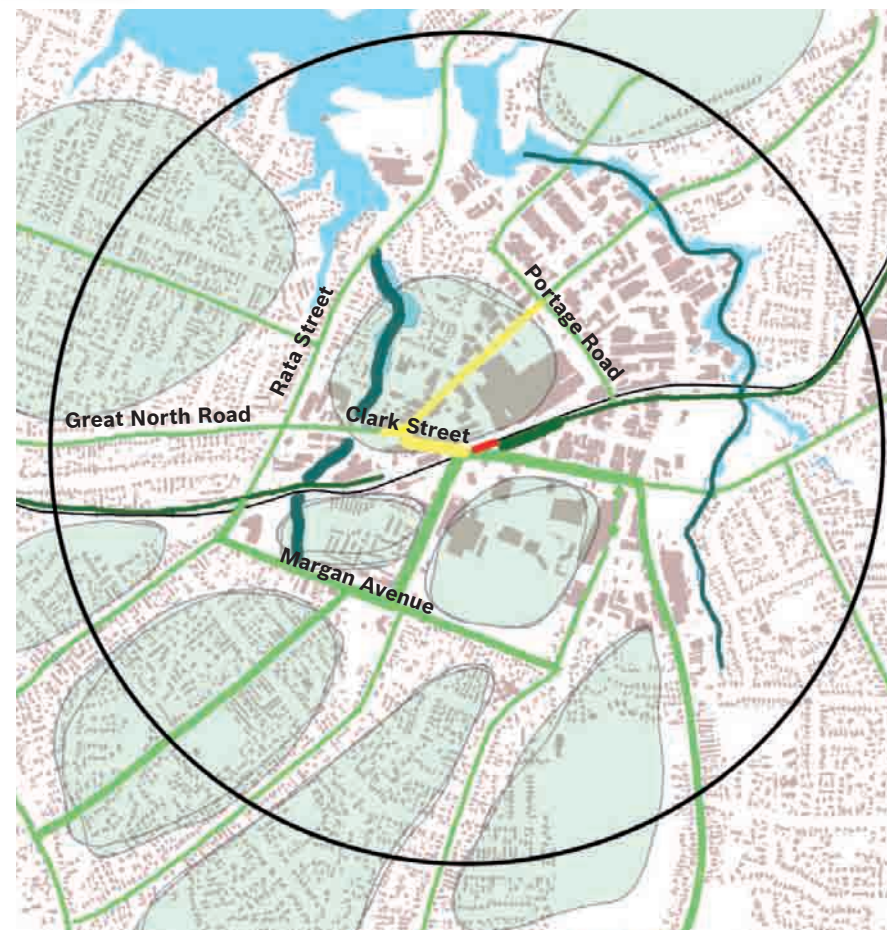 Portage Road
Rata Street
Great North Road
Clark Street
Margan Avenue